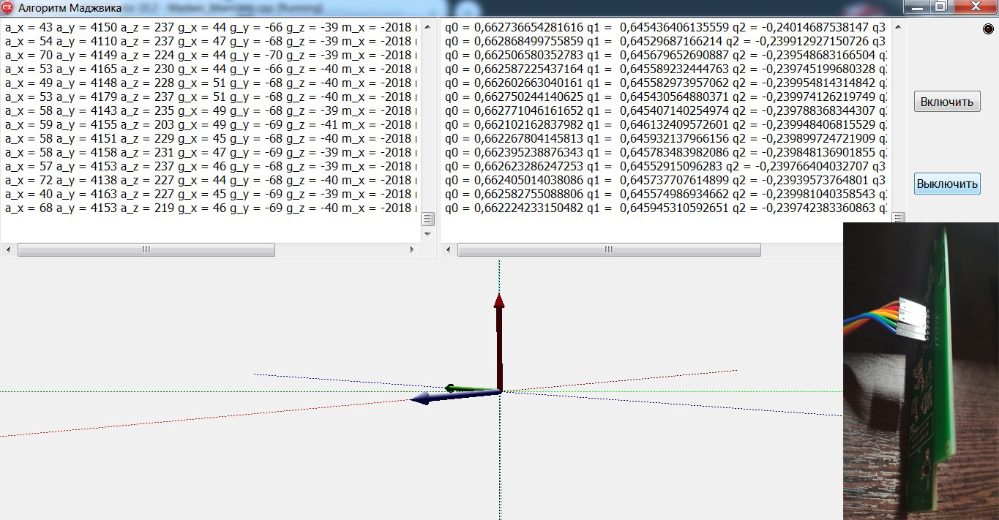 Алгоритм Маджвика
a_x = 43 a_y = 4150 a_z = 237 g_x = 44 g_y = -66 g_z = -39 m_x = -2018
a_x = 54 a_y = 4110 a_z = 237 g_x = 47 g_y = -68 g_z = -39 m_x = -2018
a_x = 70 a_y = 4149 a_z = 224 g_x = 44 g_y = -70 g_z = -39 m_x = -2018
a_x = 53 a_y = 4165 a_z = 230 g_x = 44 g_y = -66 g_z = -40 m_x = -2018
a_x = 49 a_y = 4148 a_z = 228 g_x = 51 g_y = -68 g_z = -40 m_x = -2018
a_x = 53 a_y = 4179 a_z = 237 g_x = 51 g_y = -68 g_z = -40 m_x = -2018
a_x = 58 a_y = 4143 a_z = 235 g_x = 49 g_y = -68 g_z = -39 m_x = -2018
a_x = 59 a_y = 4155 a_z = 203 g_x = 49 g_y = -69 g_z = -41 m_x = -2018
a_x = 58 a_y = 4151 a_z = 229 g_x = 45 g_y = -68 g_z = -40 m_x = -2018
a_x = 58 a_y = 4158 a_z = 231 g_x = 47 g_y = -69 g_z = -39 m_x = -2018
a_x = 57 a_y = 4153 a_z = 237 g_x = 46 g_y = -68 g_z = -39 m_x = -2018
a_x = 72 a_y = 4138 a_z = 227 g_x = 44 g_y = -68 g_z = -40 m_x = -2018
a_x = 40 a_y = 4163 a_z = 227 g_x = 45 g_y = -69 g_z = -39 m_x = -2018
a_x = 68 a_y = 4153 a_z = 219 g_x = 46 g_y = -69 g_z = -40 m_x = -2018
q0 = 0,662736654281616 q1 = 0,645436406135559 q2 = -0,24014687538147 q3
q0 = 0,662868499755859 q1 = 0,64529687166214 q2 = -0,239912927150726 q3
q0 = 0,662506580352783 q1 = 0,645679652690887 q2 = -0,239548683166504 q3
q0 = 0,662587225437164 q1 = 0,645589232444763 q2 = -0,239745199680328 q3
q0 = 0,662602663040161 q1 = 0,645582973957062 q2 = -0,239954814314842 q3
q0 = 0,662750244140625 q1 = 0,645430564880371 q2 = -0,239974126219749 q3
q0 = 0,662771046161652 q1 = 0,645407140254974 q2 = -0,239788368344307 q3
q0 = 0,662102162837982 q1 = 0,646132409572601 q2 = -0,239948406815529 q3
q0 = 0,662267804145813 q1 = 0,645932137966156 q2 = -0,239899724721909 q3
q0 = 0,662395238876343 q1 = 0,645783483982086 q2 = -0,239848136901855 q3
q0 = 0,662623286247253 q1 = 0,64552915096283 q2 = -0,239766404032707 q3
q0 = 0,662405014038086 q1 = 0,645737707614899 q2 = -0,23939573764801 q3
q0 = 0,662582755088806 q1 = 0,645574986934662 q2 = -0,239981040358543 q3
q0 = 0,662224233150482 q1 = 0,645945310592651 q2 = -0,239742383360863 q3
Включить
Выключить